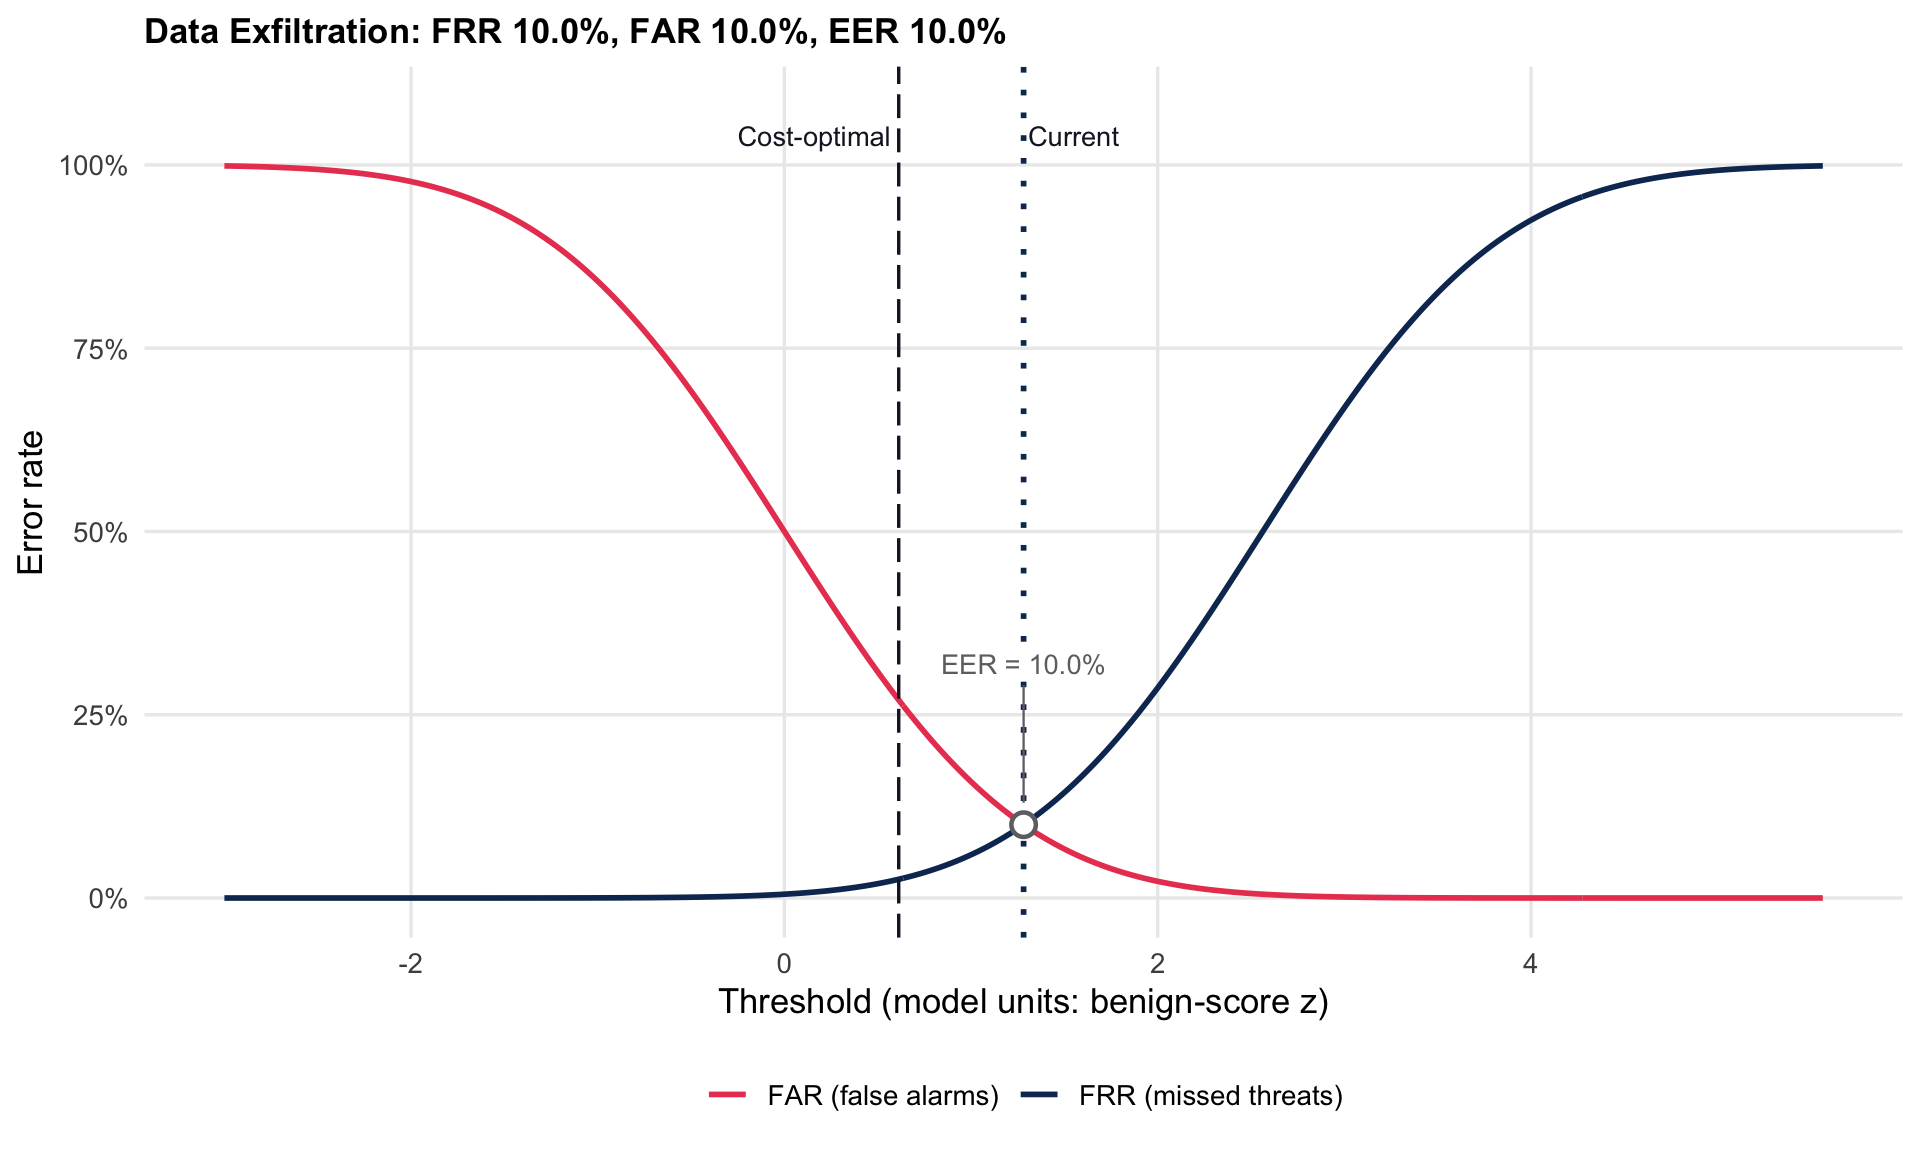 Data Exfiltration: FRR 10.0%, FAR 10.0%, EER 10.0%
Cost-optimal
Current
100%
75%
50%
25%
0%
Error rate
EER = 10.0%
-2
0
2
4
Threshold (model units: benign-score z)
FAR (false alarms)
FRR (missed threats)